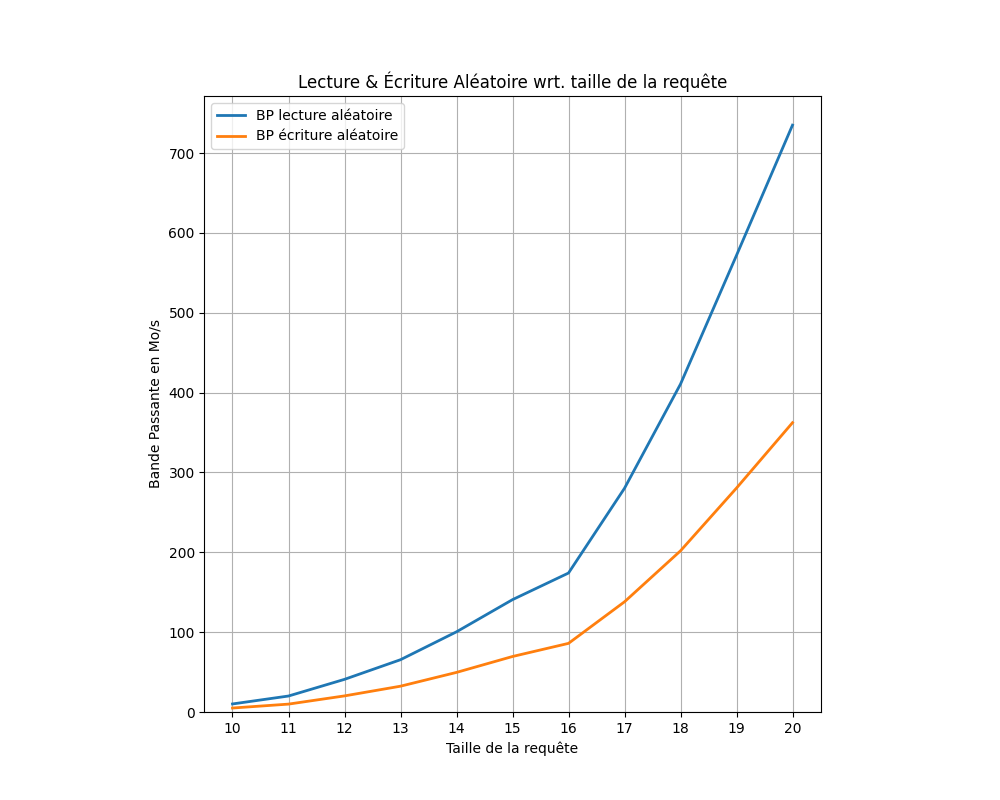 Lecture & Écriture Aléatoire wrt. taille de la requête
BP lecture aléatoire
BP écriture aléatoire
Bande Passante en Mo/s
700
600
500
400
300
200
100
0
10 11 12 13 14 15 16 17 18 19 20
Taille de la requête